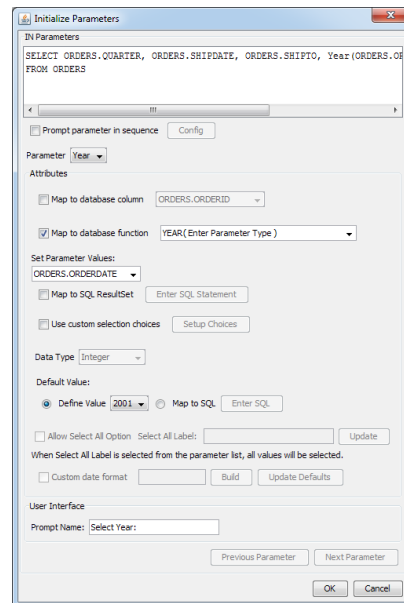 Initialize Parameters
IN Parameters
SELECT ORDERS.QUARTER, ORDERS.SHIPDATE, ORDERS.SHIPTO, Year(ORDERS.OR
FROM ORDERS
Prompt parameter in sequence Config
Parameter Year
Attributes
Map to database column ORDERS.ORDERID
Map to database function YEAR( Enter Parameter Type )
Set Parameter Values:
ORDERS.ORDERDATE
Map to SQL ResultSet Enter SQL Statement
Use custom selection choices Setup Choices
Data Type Integer
Default Value:
Define Value 2001 Map to SQL Enter SQL
Allow Select All Option Select All Label: Update
When Select All Label is selected from the parameter list, all values will be selected.
Custom date format Build Update Defaults
User Interface
Prompt Name: Select Year:
Previous Parameter Next Parameter
OK Cancel